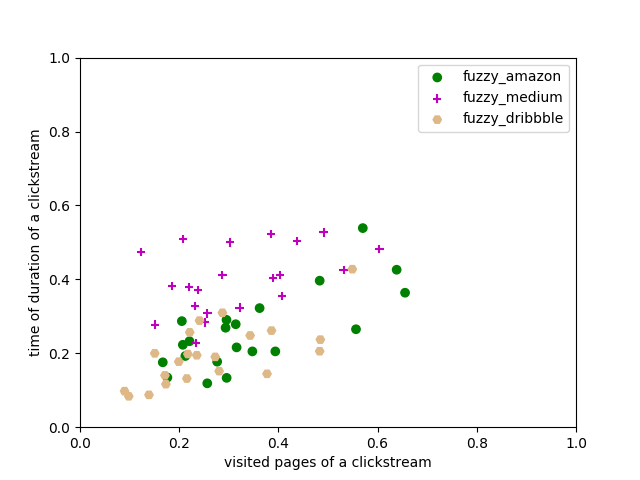 1.0
0.8
0.6
0.4
0.2
0.0
time of duration of a clickstream
fuzzy_amazon
fuzzy_medium
fuzzy_dribbble
0.0 0.2 0.4 0.6 0.8 1.0
visited pages of a clickstream